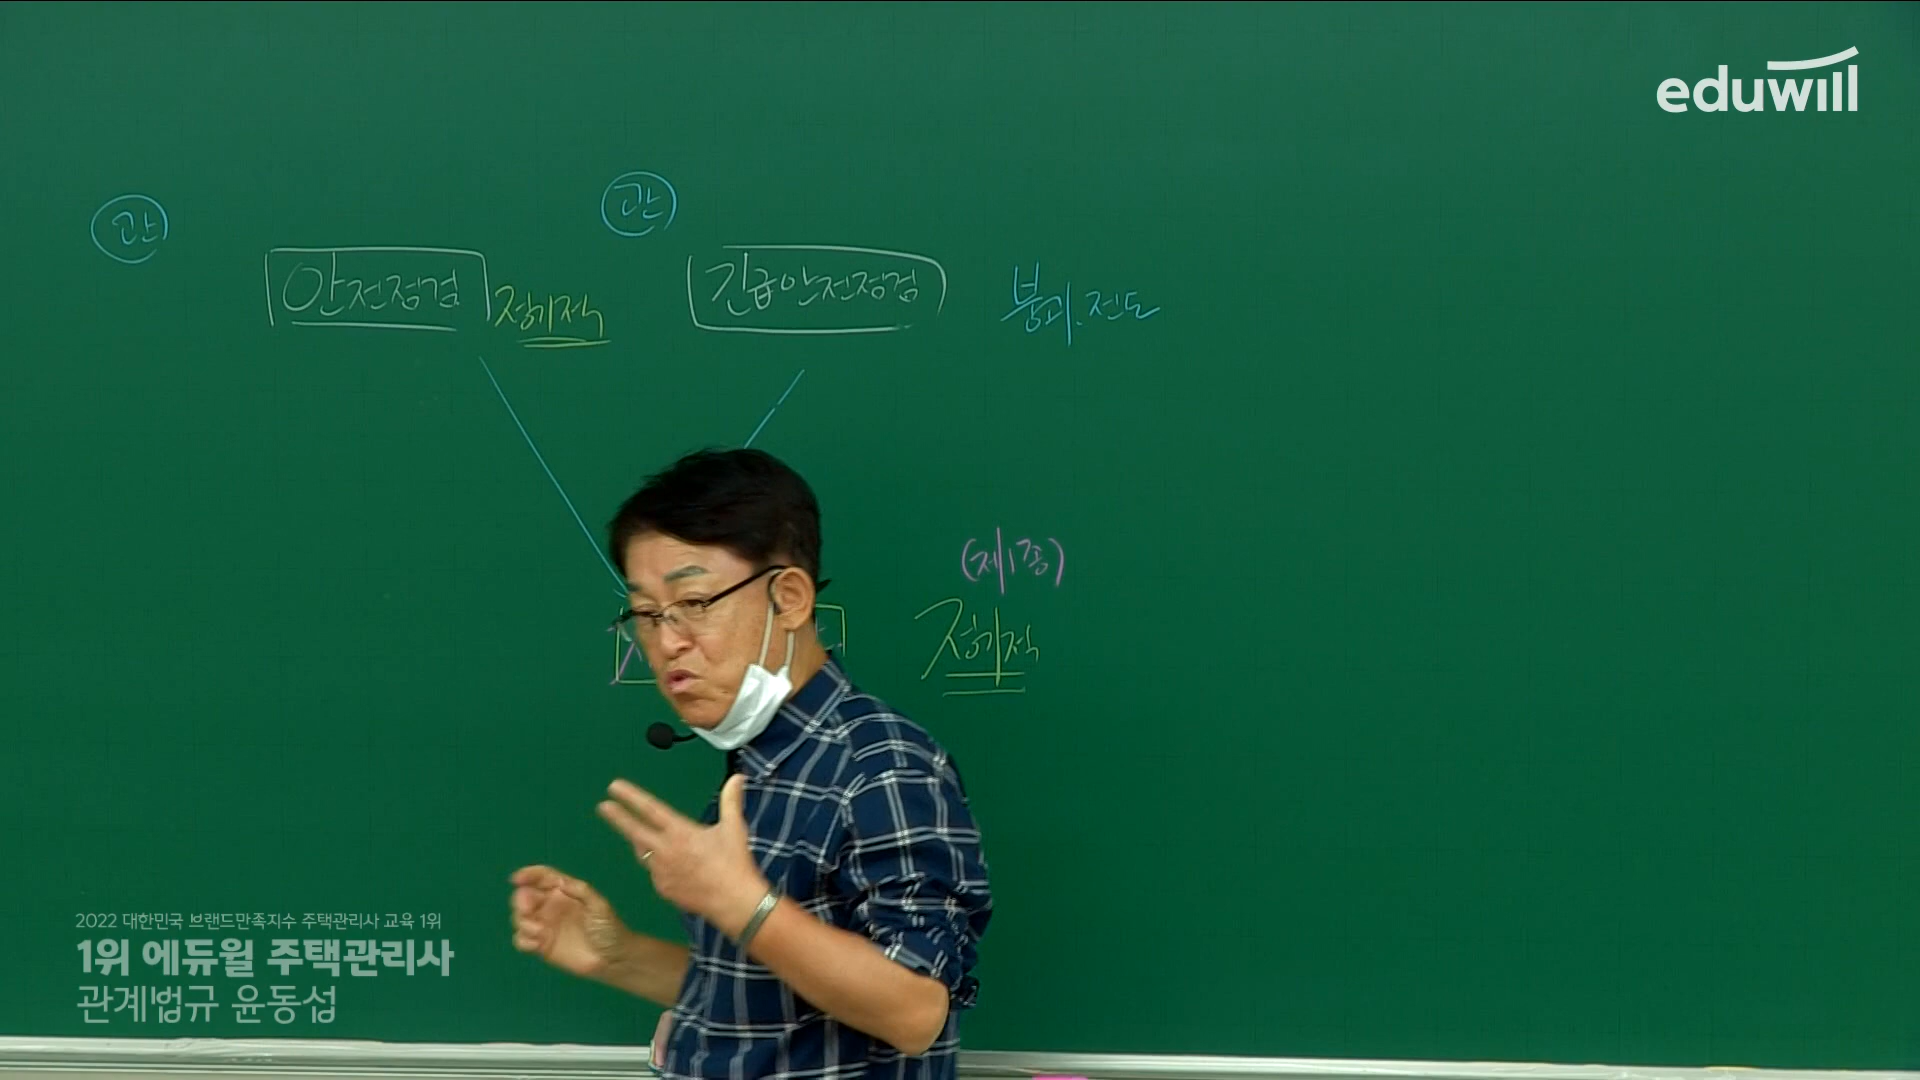 eduwill
관
관
안전점검
정기적
긴급안전점검
붕괴. 전도
(제1종)
정기적
2022 대한민국 브랜드만족지수 주택관리사 교육 1위
1위 에듀윌 주택관리사
관계법규 윤동섭